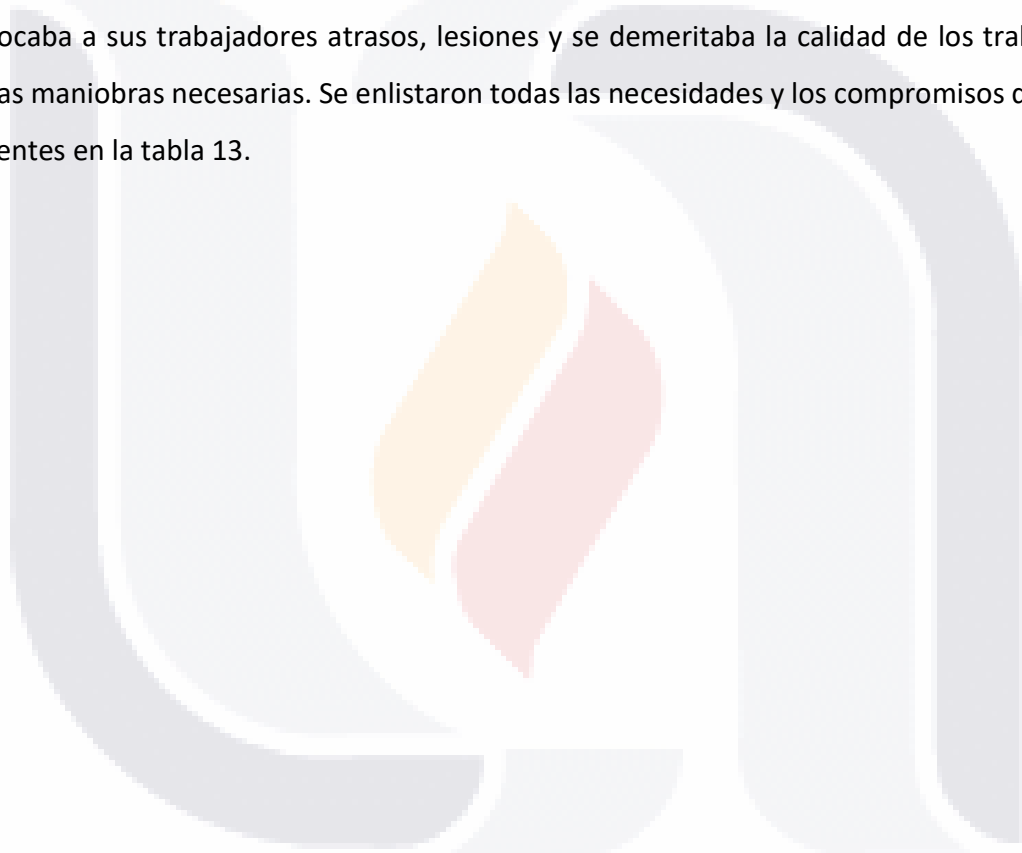 ocaba a sus trabajadores atrasos, lesiones y se demeritaba la calidad de los
as maniobras necesarias. Se enlistaron todas las necesidades y los compromisos
entes en la tabla 13.